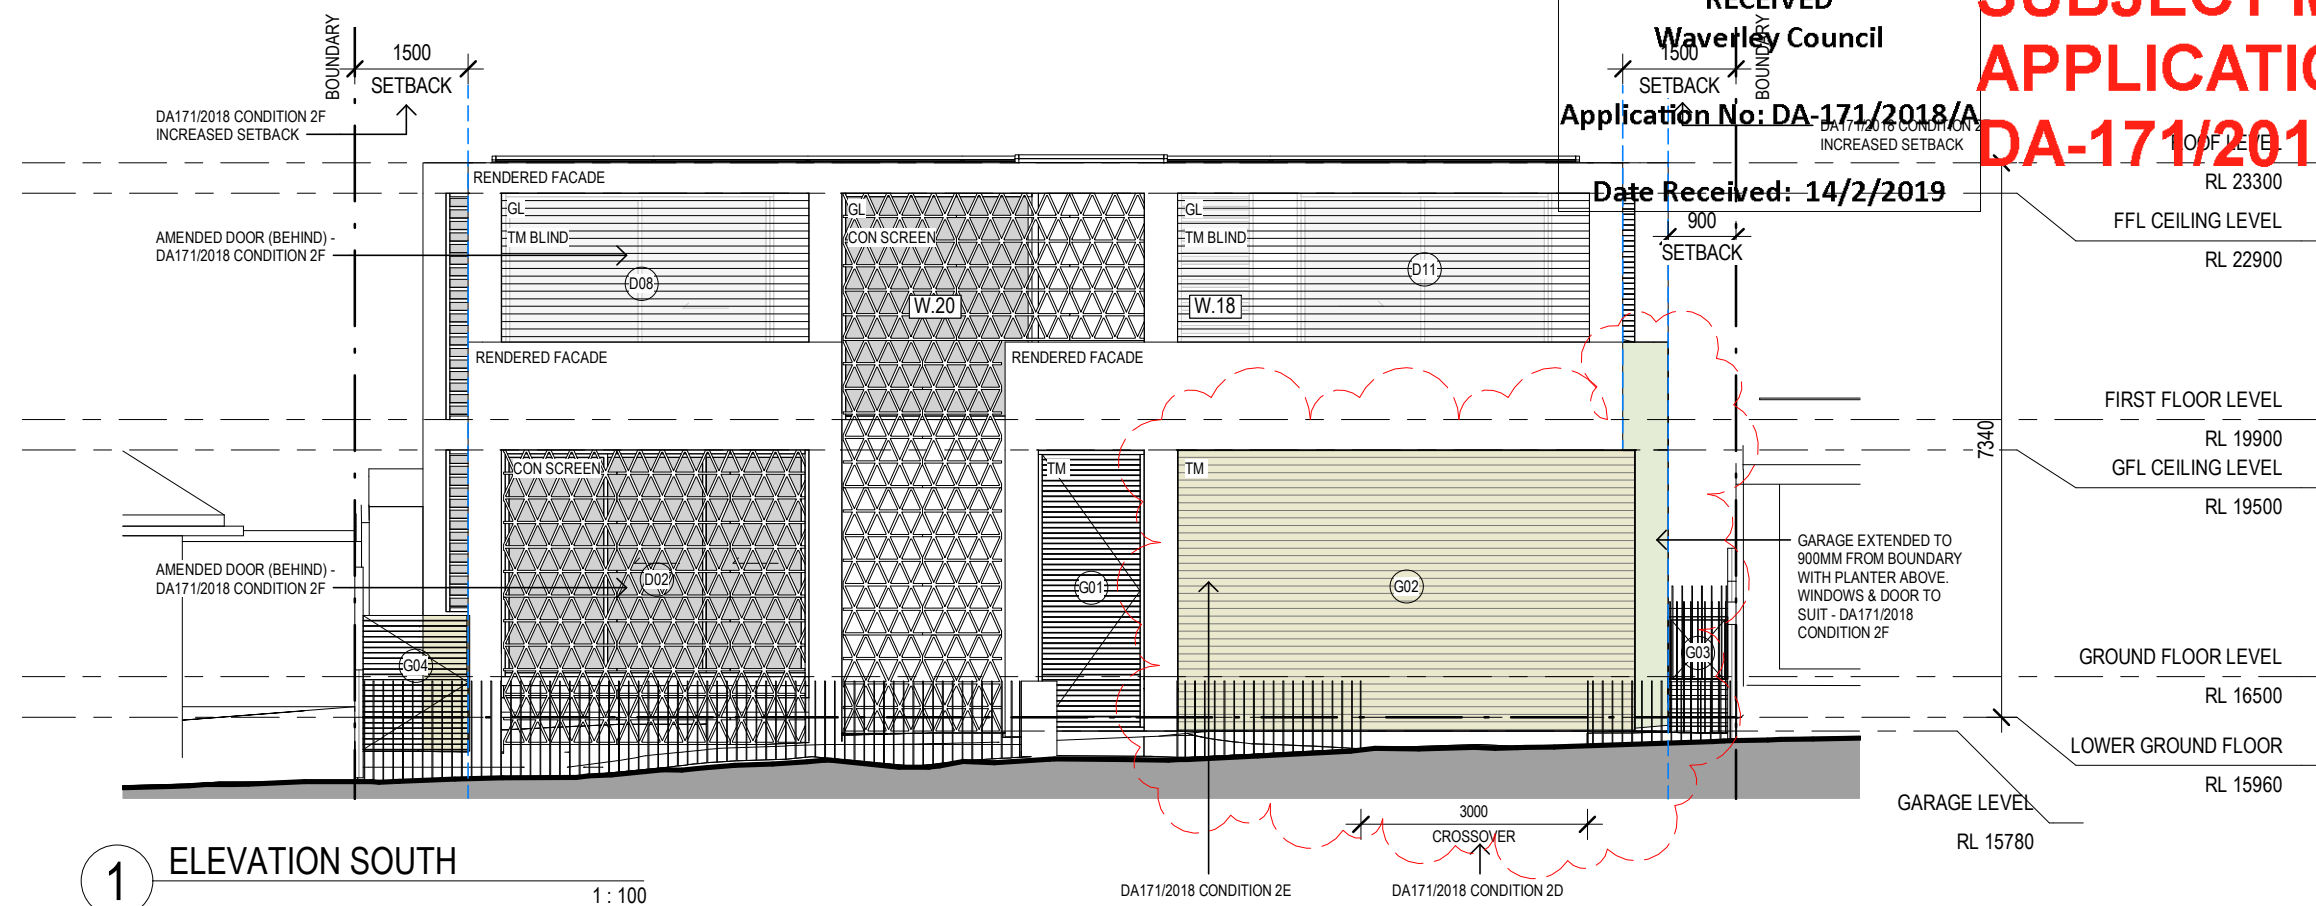 RECEIVED
Waverley Council
Application No: DA-171/2018/A
Date Received: 14/2/2019
APPLICATIO
DA-171/201
BOUNDARY
1500
SETBACK
DA171/2018 CONDITION 2F
INCREASED SETBACK
1500
SETBACK
BOUNDARY
DA171/2018 CONDITION 2
INCREASED SETBACK
900
SETBACK
RENDERED FACADE
GL
TM BLIND
D08
GL
CON SCREEN
W.20
GL
TM BLIND
W.18
D11
AMENDED DOOR (BEHIND) -
DA171/2018 CONDITION 2F
RENDERED FACADE
RENDERED FACADE
CON SCREEN
D02
TM
G01
TM
G02
AMENDED DOOR (BEHIND) -
DA171/2018 CONDITION 2F
G04
G03
GARAGE EXTENDED TO
900MM FROM BOUNDARY
WITH PLANTER ABOVE.
WINDOWS & DOOR TO
SUIT - DA171/2018
CONDITION 2F
7340
ROOF LEVEL
RL 23300
FFL CEILING LEVEL
RL 22900
FIRST FLOOR LEVEL
RL 19900
GFL CEILING LEVEL
RL 19500
GROUND FLOOR LEVEL
RL 16500
LOWER GROUND FLOOR
RL 15960
GARAGE LEVEL
RL 15780
3000
CROSSOVER
DA171/2018 CONDITION 2E
DA171/2018 CONDITION 2D
1
ELEVATION SOUTH
1 : 100